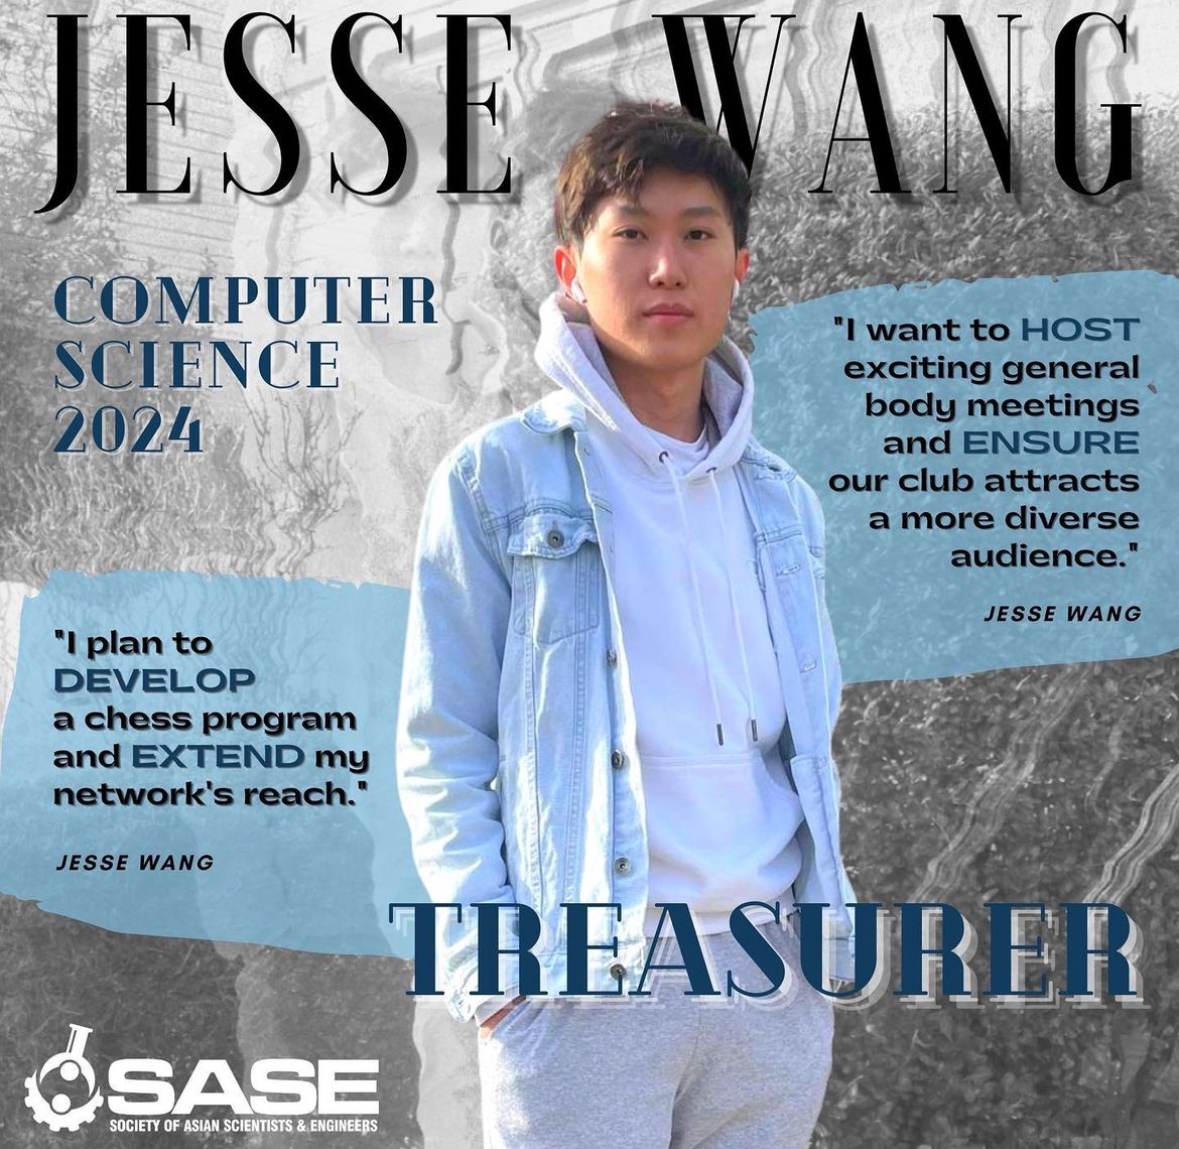 JESSE WANG
COMPUTER
SCIENCE
2024
"I want to HOST
exciting general
body meetings
and ENSURE
our club attracts
a more diverse
audience."
JESSE WANG
"I plan to
DEVELOP
a chess program
and EXTEND my
network's reach."
JESSE WANG
TREASURER
SASE
SOCIETY OF ASIAN SCIENTISTS & ENGINEERS